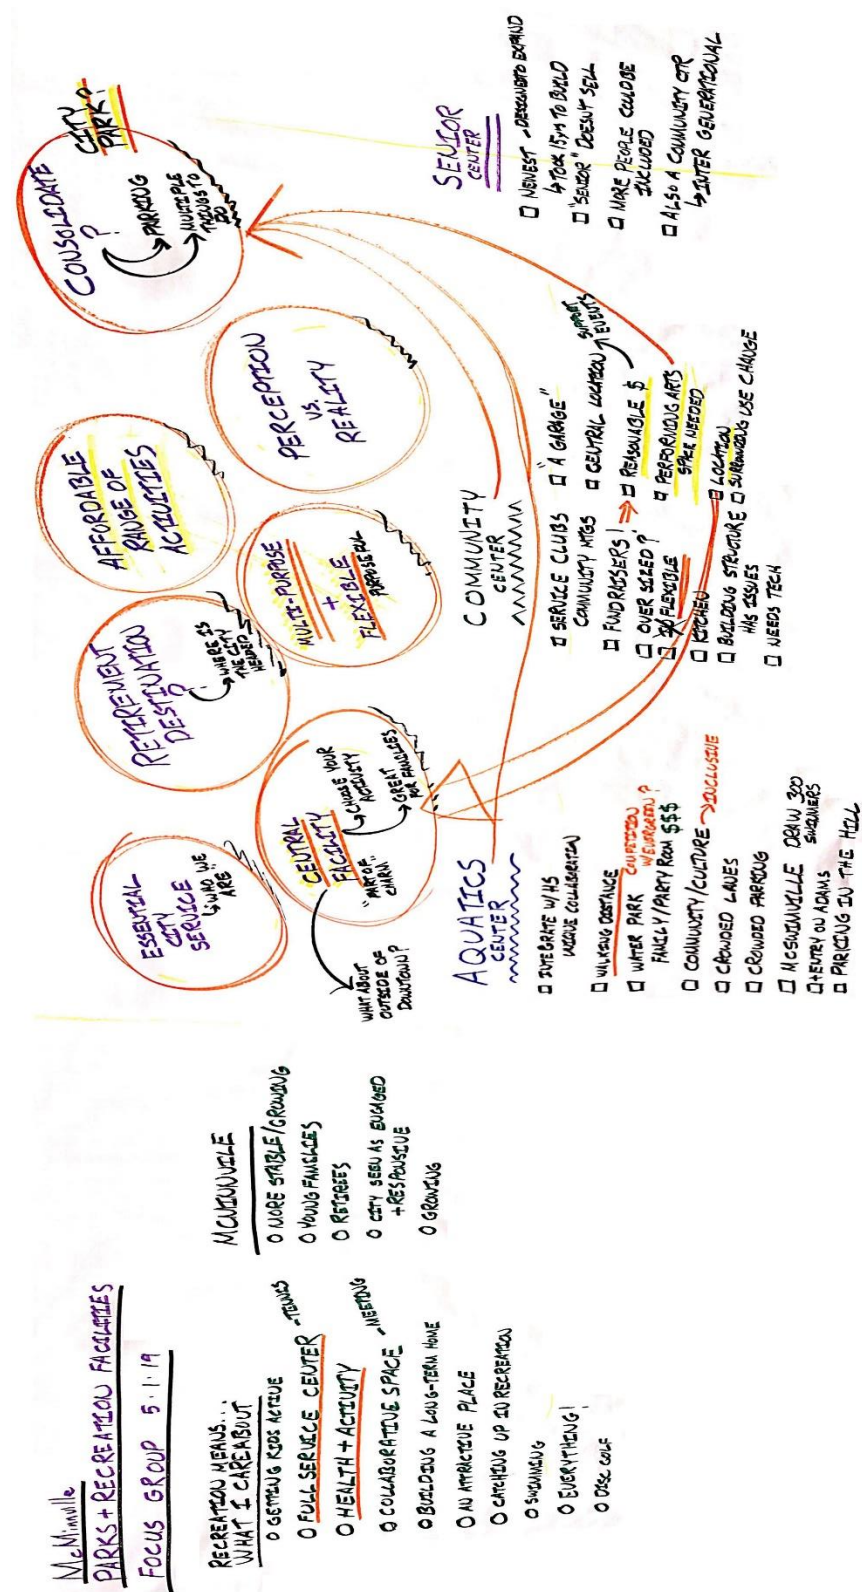 McMinnville
PARKS + RECREATION FACILITIES
FOCUS GROUP 5.1.19
RECREATION MEANS...
WHAT I CARE ABOUT
O GETTING KIDS ACTIVE
O FULL SERVICE CENTER -TENNIS
O HEALTH + ACTIVITY
O COLLABORATIVE SPACE -MEETING
O BUILDING A LONG-TERM HOME
O AN ATTRACTIVE PLACE
O CATCHING UP IN RECREATION
O SWIMMING
O EVERYTHING!
O DISC GOLF
MCMINNVILLE
O MORE STABLE/GROWING
O YOUNG FAMILIES
O RETIREES
O CITY SEEN AS ENGAGED
+ RESPONSIVE
O GROWING
ESSENTIAL
CITY
SERVICE
↳ WHO WE
ARE
RETIREMENT
DESTINATION
?
WHERE IS
THE CITY
HEADED
AFFORDABLE
RANGE OF
ACTIVITIES
CONSOLIDATE
?
PARKING
MULTIPLE
THINGS TO
DO
CITY
PARK?
CENTRAL
FACILITY
"PART OF
CHARM"
CHOOSE YOUR
ACTIVITY
GREAT
FOR FAMILIES
WHAT ABOUT
OUTSIDE OF
DOWNTOWN?
MULTI-PURPOSE
+
FLEXIBLE
PURPOSEFUL
PERCEPTION
VS.
REALITY
AQUATICS
CENTER
□ INTEGRATE W/HS
UNIQUE COLLABORATION
□ WALKING DISTANCE
□ WATER PARK COMPETITION
W/EVERGREEN?
FAMILY/PARTY ROOM $$$
□ COMMUNITY/CULTURE → INCLUSIVE
□ CROWDED LANES
□ CROWDED PARKING
□ MCSWIMVILLE DRAW 300
SWIMMERS
□ + ENTRY ON ADAMS
□ PARKING IN THE HILL
COMMUNITY
CENTER
□ SERVICE CLUBS
COMMUNITY MTGS
□ FUNDRAISERS!
□ OVER SIZED?
□ FLEXIBLE
□ KITCHEN
□ BUILDING STRUCTURE
HAS ISSUES
□ NEEDS TECH
□ "A GARAGE"
□ CENTRAL LOCATION SUPPORT
EVENTS
□ REASONABLE $
□ PERFORMING ARTS
SPACE NEEDED
□ LOCATION
□ SURROUNDING USE CHANGE
SENIOR
CENTER
□ NEWEST - DESIGNED TO EXPAND
↳ TOOK 15yrs TO BUILD
□ "SENIOR" DOESN'T SELL
□ MORE PEOPLE COULD BE
INCLUDED
□ ALSO A COMMUNITY CTR
↳ INTER GENERATIONAL